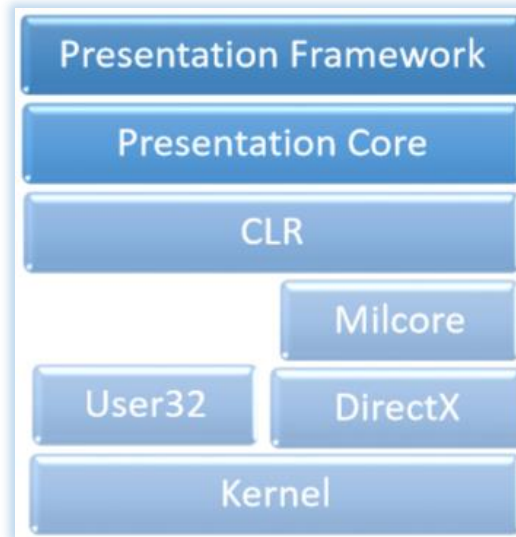 Presentation Framework
Presentation Core
CLR
Milcore
User32 DirectX
Kernel